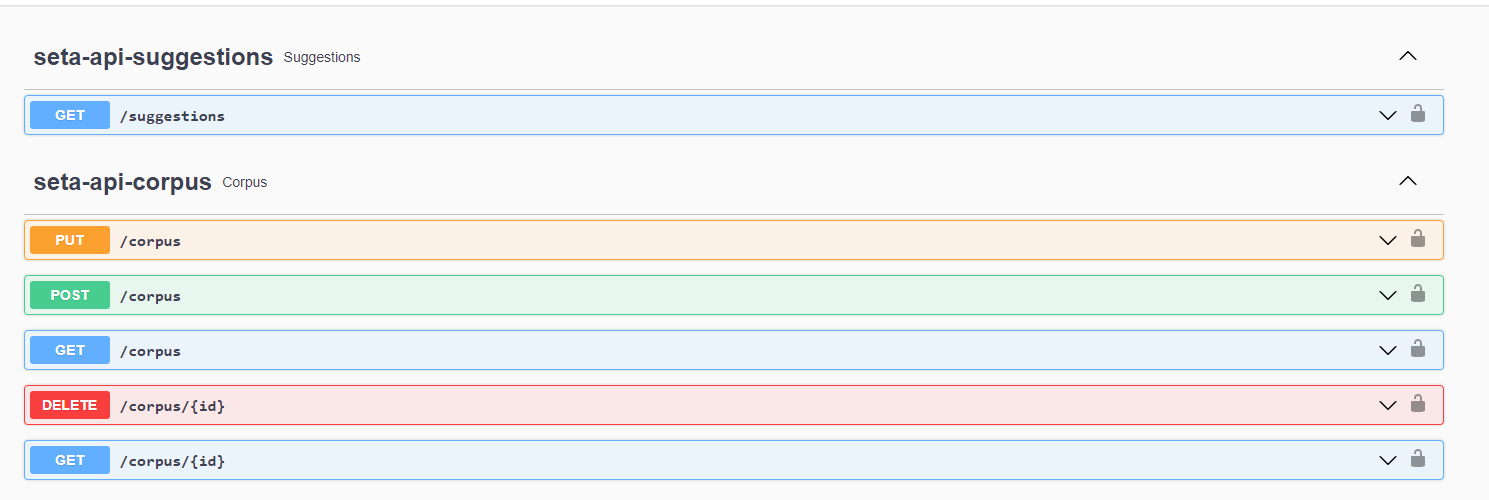 seta-api-suggestions Suggestions
GET /suggestions
seta-api-corpus Corpus
PUT /corpus
POST /corpus
GET /corpus
DELETE /corpus/{id}
GET /corpus/{id}